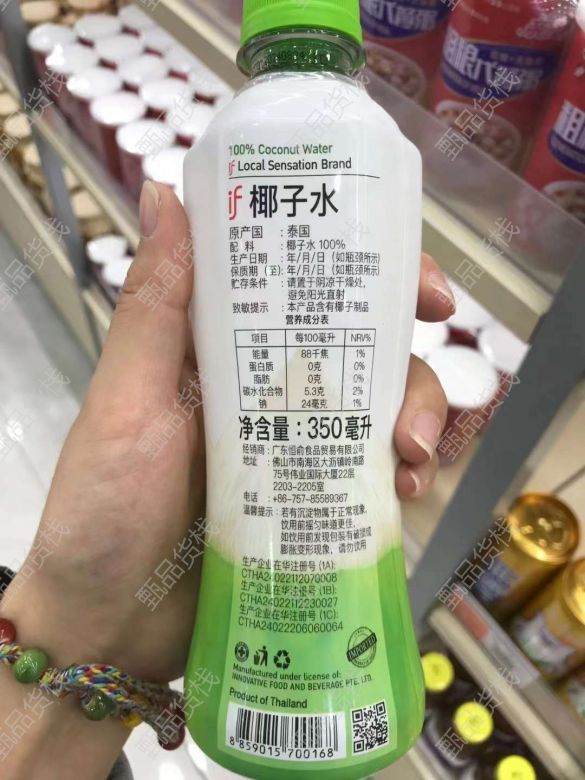 100% Coconut Water
if Local Sensation Brand
if 椰子水
原产国 : 泰国
配 料 : 椰子水 100%
生产日期 : 年/月/日 (如瓶颈所示)
保质期 (至): 年/月/日 (如瓶颈所示)
贮存条件 : 请置于阴凉干燥处,
避免阳光直射
致敏提示 : 本产品含有椰子制品
营养成分表
项目 每100毫升 NRV%
能量 88千焦 1%
蛋白质 0克 0%
脂肪 0克 0%
碳水化合物 5.3克 2%
钠 24毫克 1%
净含量: 350毫升
经销商 : 广东恒俞食品贸易有限公司
地址 : 佛山市南海区大沥镇岭南路
75号伟业国际大厦22层
2203-2205室
电话 : +86-757-85589367
温馨提示 : 若有沉淀物属于正常现象,
饮用前摇匀味道更佳,
如饮用前发现包装有破损或
膨胀变形现象, 请勿饮用
生产企业在华注册号 (1A):
CTHA24022112070008
生产企业在华注册号 (1B):
CTHA24022112230027
生产企业在华注册号 (1C):
CTHA24022206060064
IMPORTED
Manufactured under license of:
INNOVATIVE FOOD AND BEVERAGE PTE. LTD.
Product of Thailand
8 859015 700168
甄品货栈